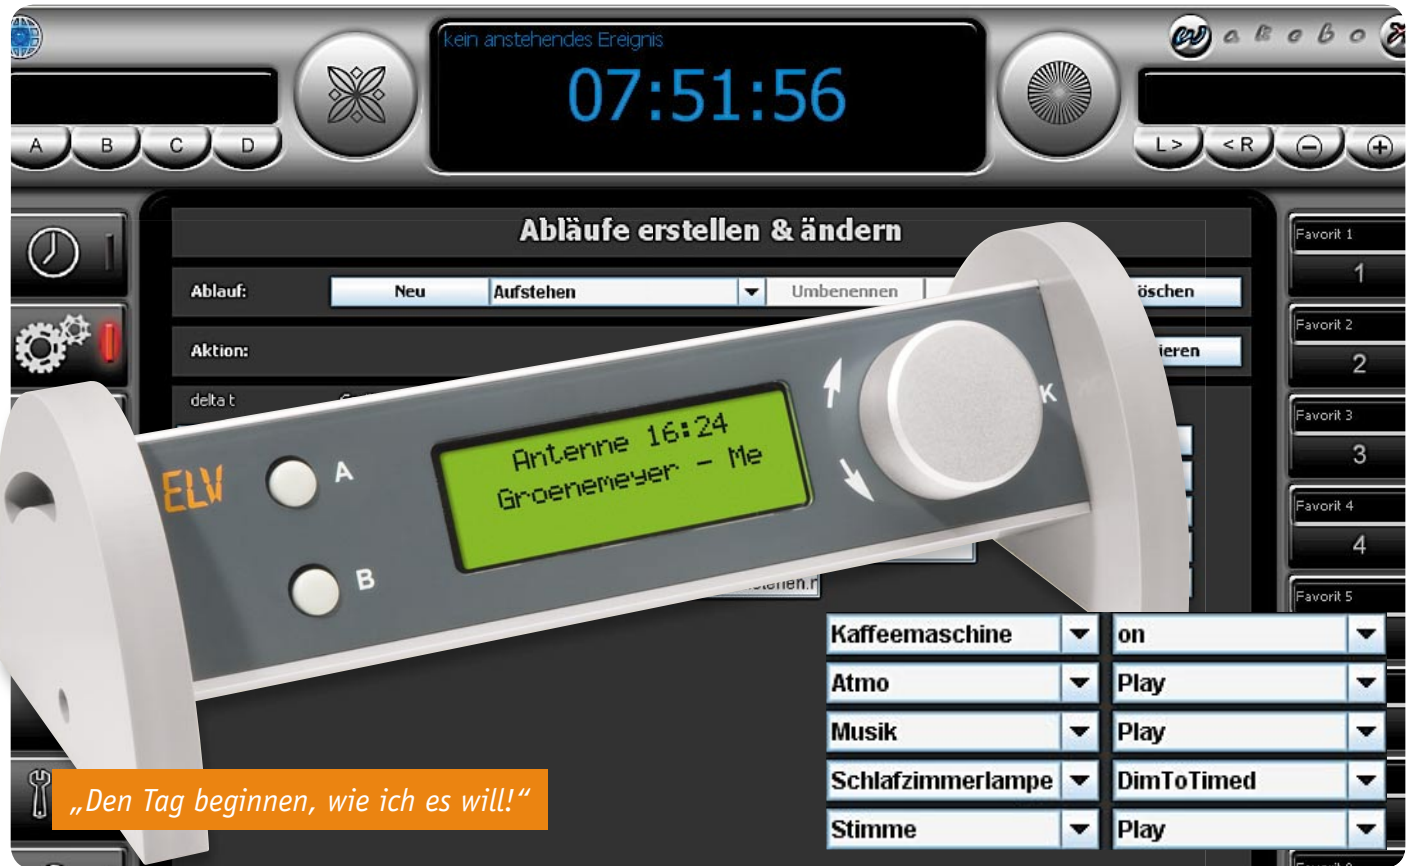 kein anstehendes Ereignis
07:51:56
wakebox
A B C D
L > < R
Abläufe erstellen & ändern
Ablauf: Neu Aufstehen Umbenennen
Aktion:
delta t
Favorit 1
1
Favorit 2
2
Favorit 3
3
Favorit 4
4
Favorit 5
ELV
A
B
Antenne 16:24
Groenemeyer - Me
K
Kaffeemaschine on
Atmo Play
Musik Play
Schlafzimmerlampe DimToTimed
Stimme Play
„Den Tag beginnen, wie ich es will!“